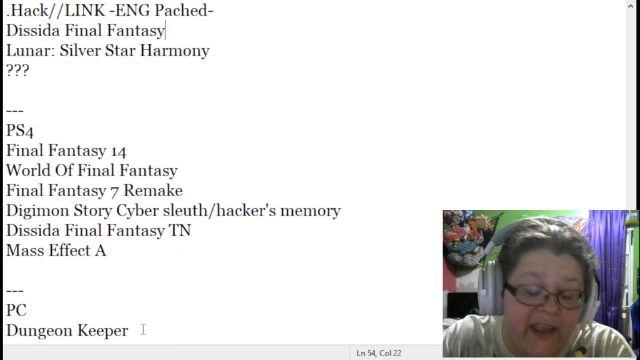 .Hack//LINK -ENG Pached-
Dissida Final Fantasy
Lunar: Silver Star Harmony
???
---
PS4
Final Fantasy 14
World Of Final Fantasy
Final Fantasy 7 Remake
Digimon Story Cyber sleuth/hacker's memory
Dissida Final Fantasy TN
Mass Effect A
---
PC
Dungeon Keeper
Ln 54, Col 22